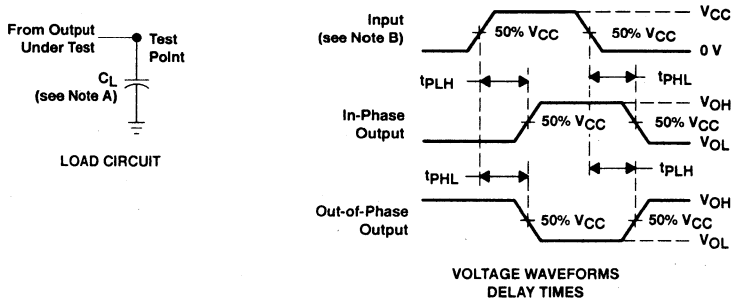 From Output
Under Test
Test
Point
CL
(see Note A)
LOAD CIRCUIT
Input
(see Note B)
50% VCC
50% VCC
VCC
0 V
tPLH
tPHL
In-Phase
Output
50% VCC
50% VCC
VOH
VOL
tPHL
tPLH
Out-of-Phase
Output
50% VCC
50% VCC
VOH
VOL
VOLTAGE WAVEFORMS
DELAY TIMES